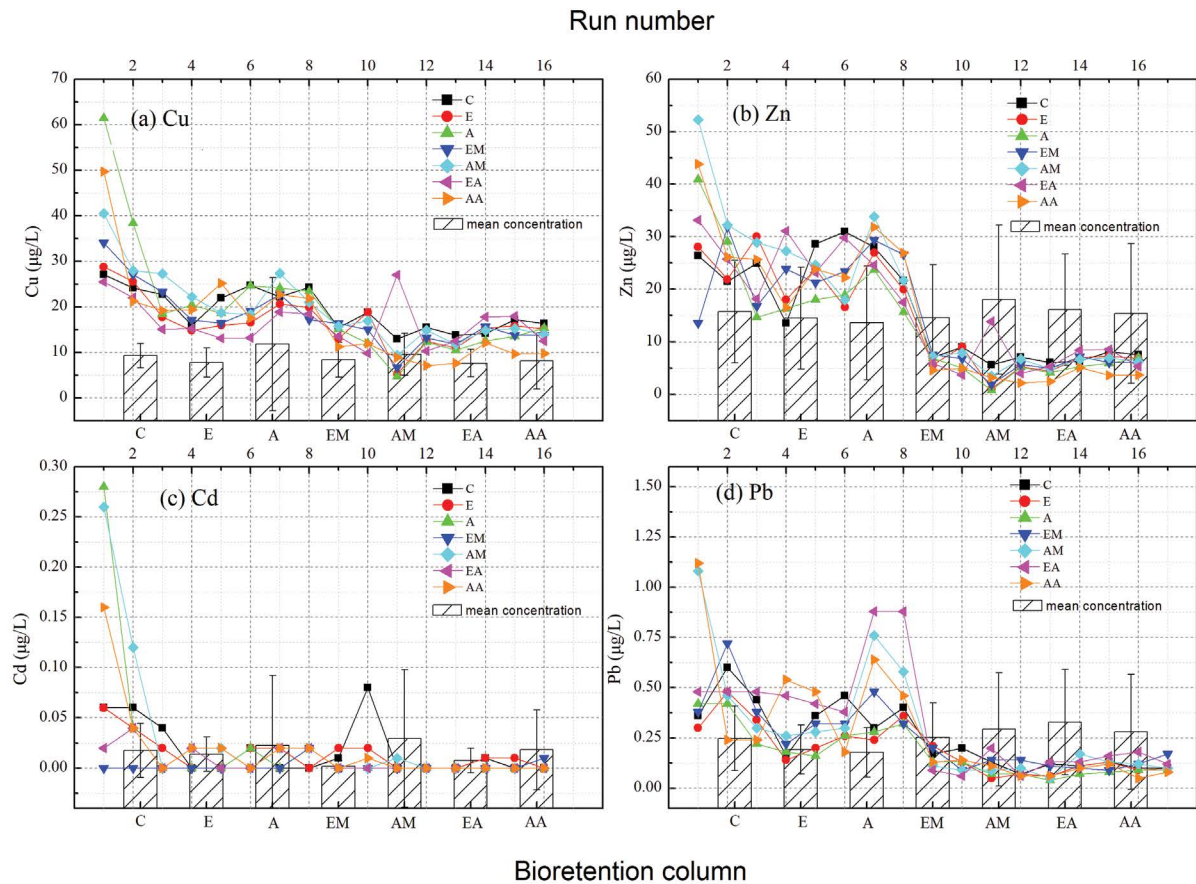 Run number
2 4 6 8 10 12 14 16
2 4 6 8 10 12 14 16
70
60
50
40
30
20
10
0
Cu (µg/L)
(a) Cu
C
E
A
EM
AM
EA
AA
mean concentration
C E A EM AM EA AA
60
50
40
30
20
10
0
Zn (µg/L)
(b) Zn
C
E
A
EM
AM
EA
AA
mean concentration
C E A EM AM EA AA
2 4 6 8 10 12 14 16
2 4 6 8 10 12 14 16
0.30
0.25
0.20
0.15
0.10
0.05
0.00
Cd (µg/L)
(c) Cd
C
E
A
EM
AM
EA
AA
mean concentration
C E A EM AM EA AA
1.50
1.25
1.00
0.75
0.50
0.25
0.00
Pb (µg/L)
(d) Pb
C
E
A
EM
AM
EA
AA
mean concentration
C E A EM AM EA AA
Bioretention column